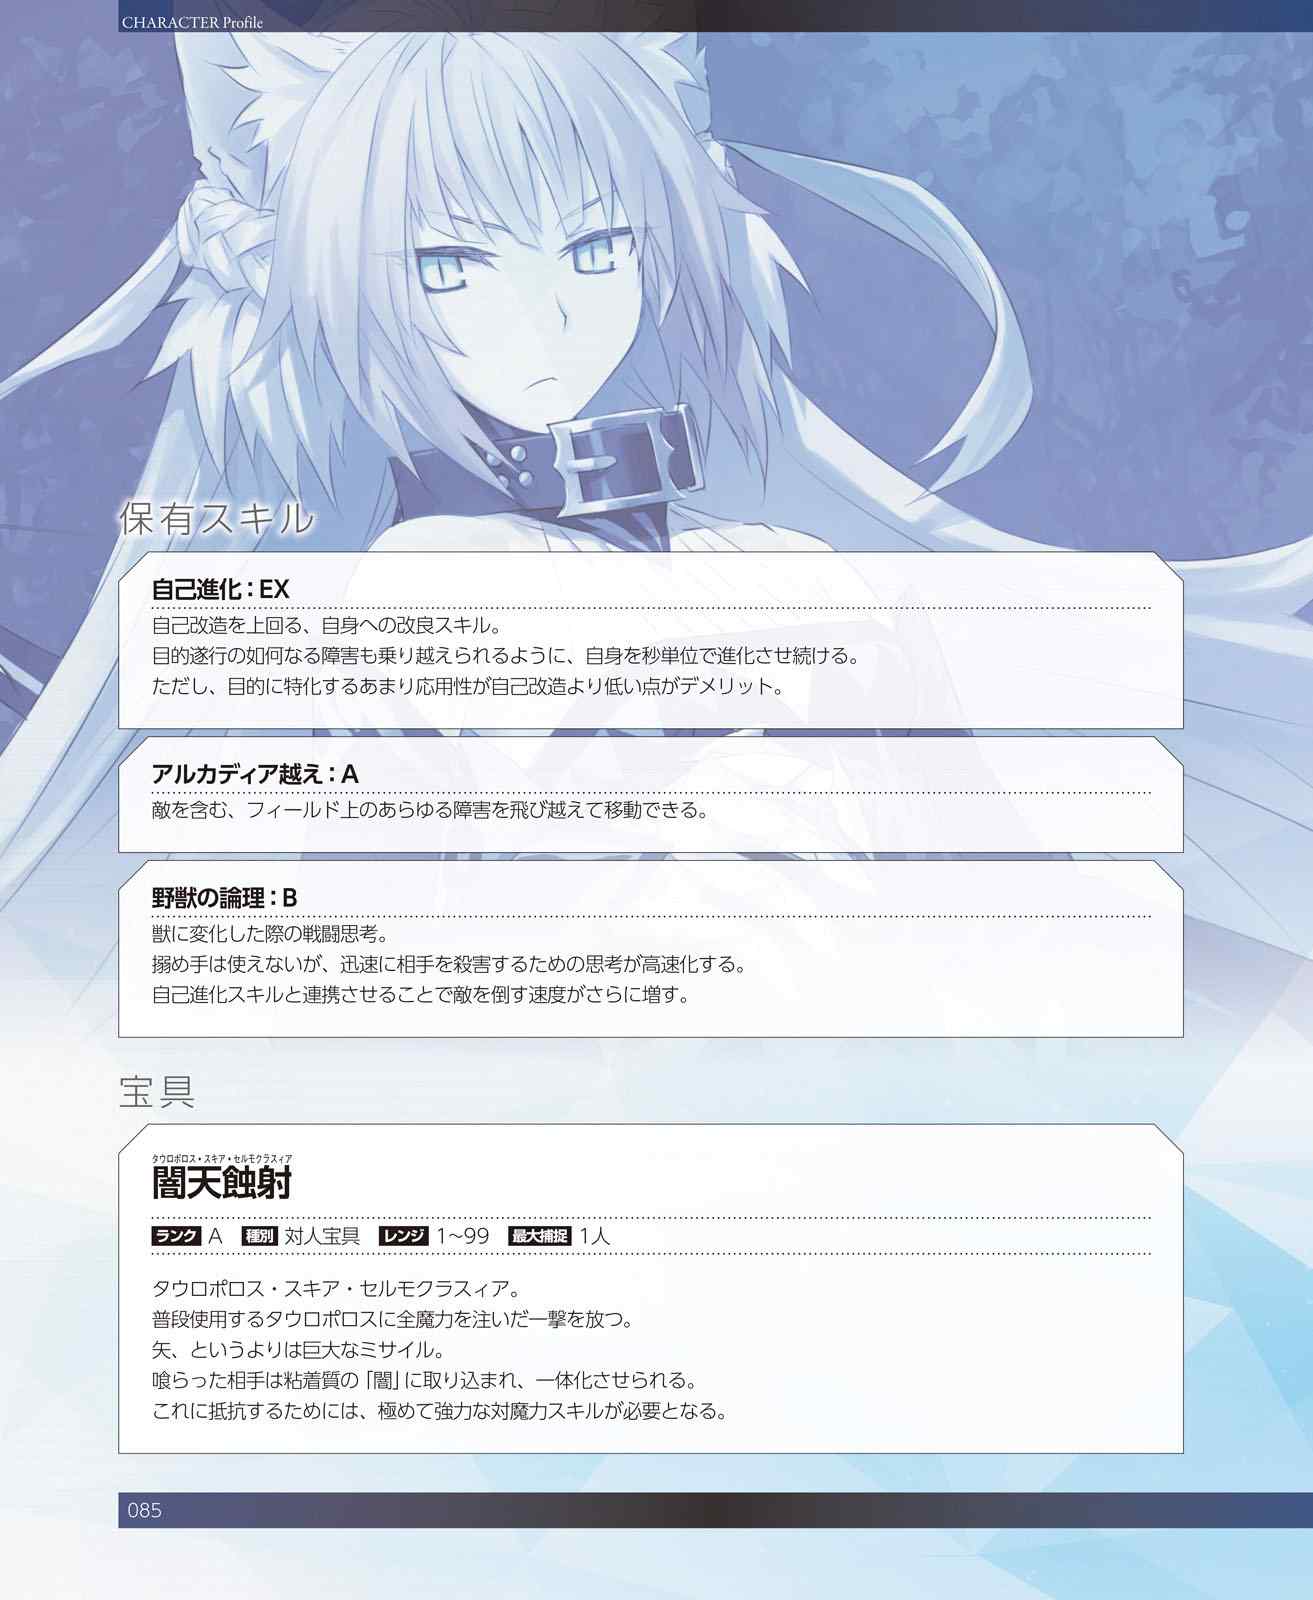 CHARACTER Profile
保有スキル
自己進化：EX
自己改造を上回る、自身への改良スキル。
目的遂行の如何なる障害も乗り越えられるように、自身を秒単位で進化させ続ける。
ただし、目的に特化するあまり応用性が自己改造より低い点がデメリット。
アルカディア越え：A
敵を含む、フィールド上のあらゆる障害を飛び越えて移動できる。
野獣の論理：B
獣に変化した際の戦闘思考。
搦め手は使えないが、迅速に相手を殺害するための思考が高速化する。
自己進化スキルと連携させることで敵を倒す速度がさらに増す。
宝具
タウロポロス・スキア・セルモクラスィア
闇天蝕射
ランク A 種別 対人宝具 レンジ 1～99 最大捕捉 1人
タウロポロス・スキア・セルモクラスィア。
普段使用するタウロポロスに全魔力を注いだ一撃を放つ。
矢、というよりは巨大なミサイル。
喰らった相手は粘着質の「闇」に取り込まれ、一体化させられる。
これに抵抗するためには、極めて強力な対魔力スキルが必要となる。
085